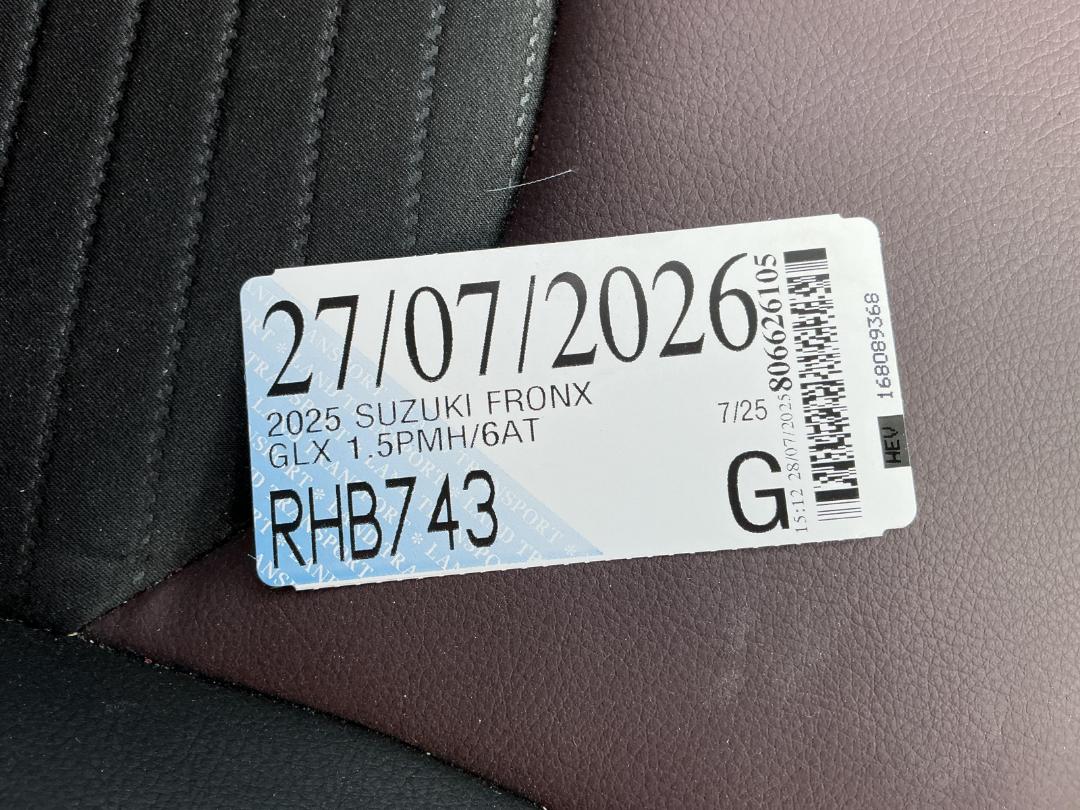 27/07/2026
2025 SUZUKI FRONX
GLX 1.5PMH/6AT
RHB743
7/25
G
15:12 28/07/2025 806626105
168089368
HEV